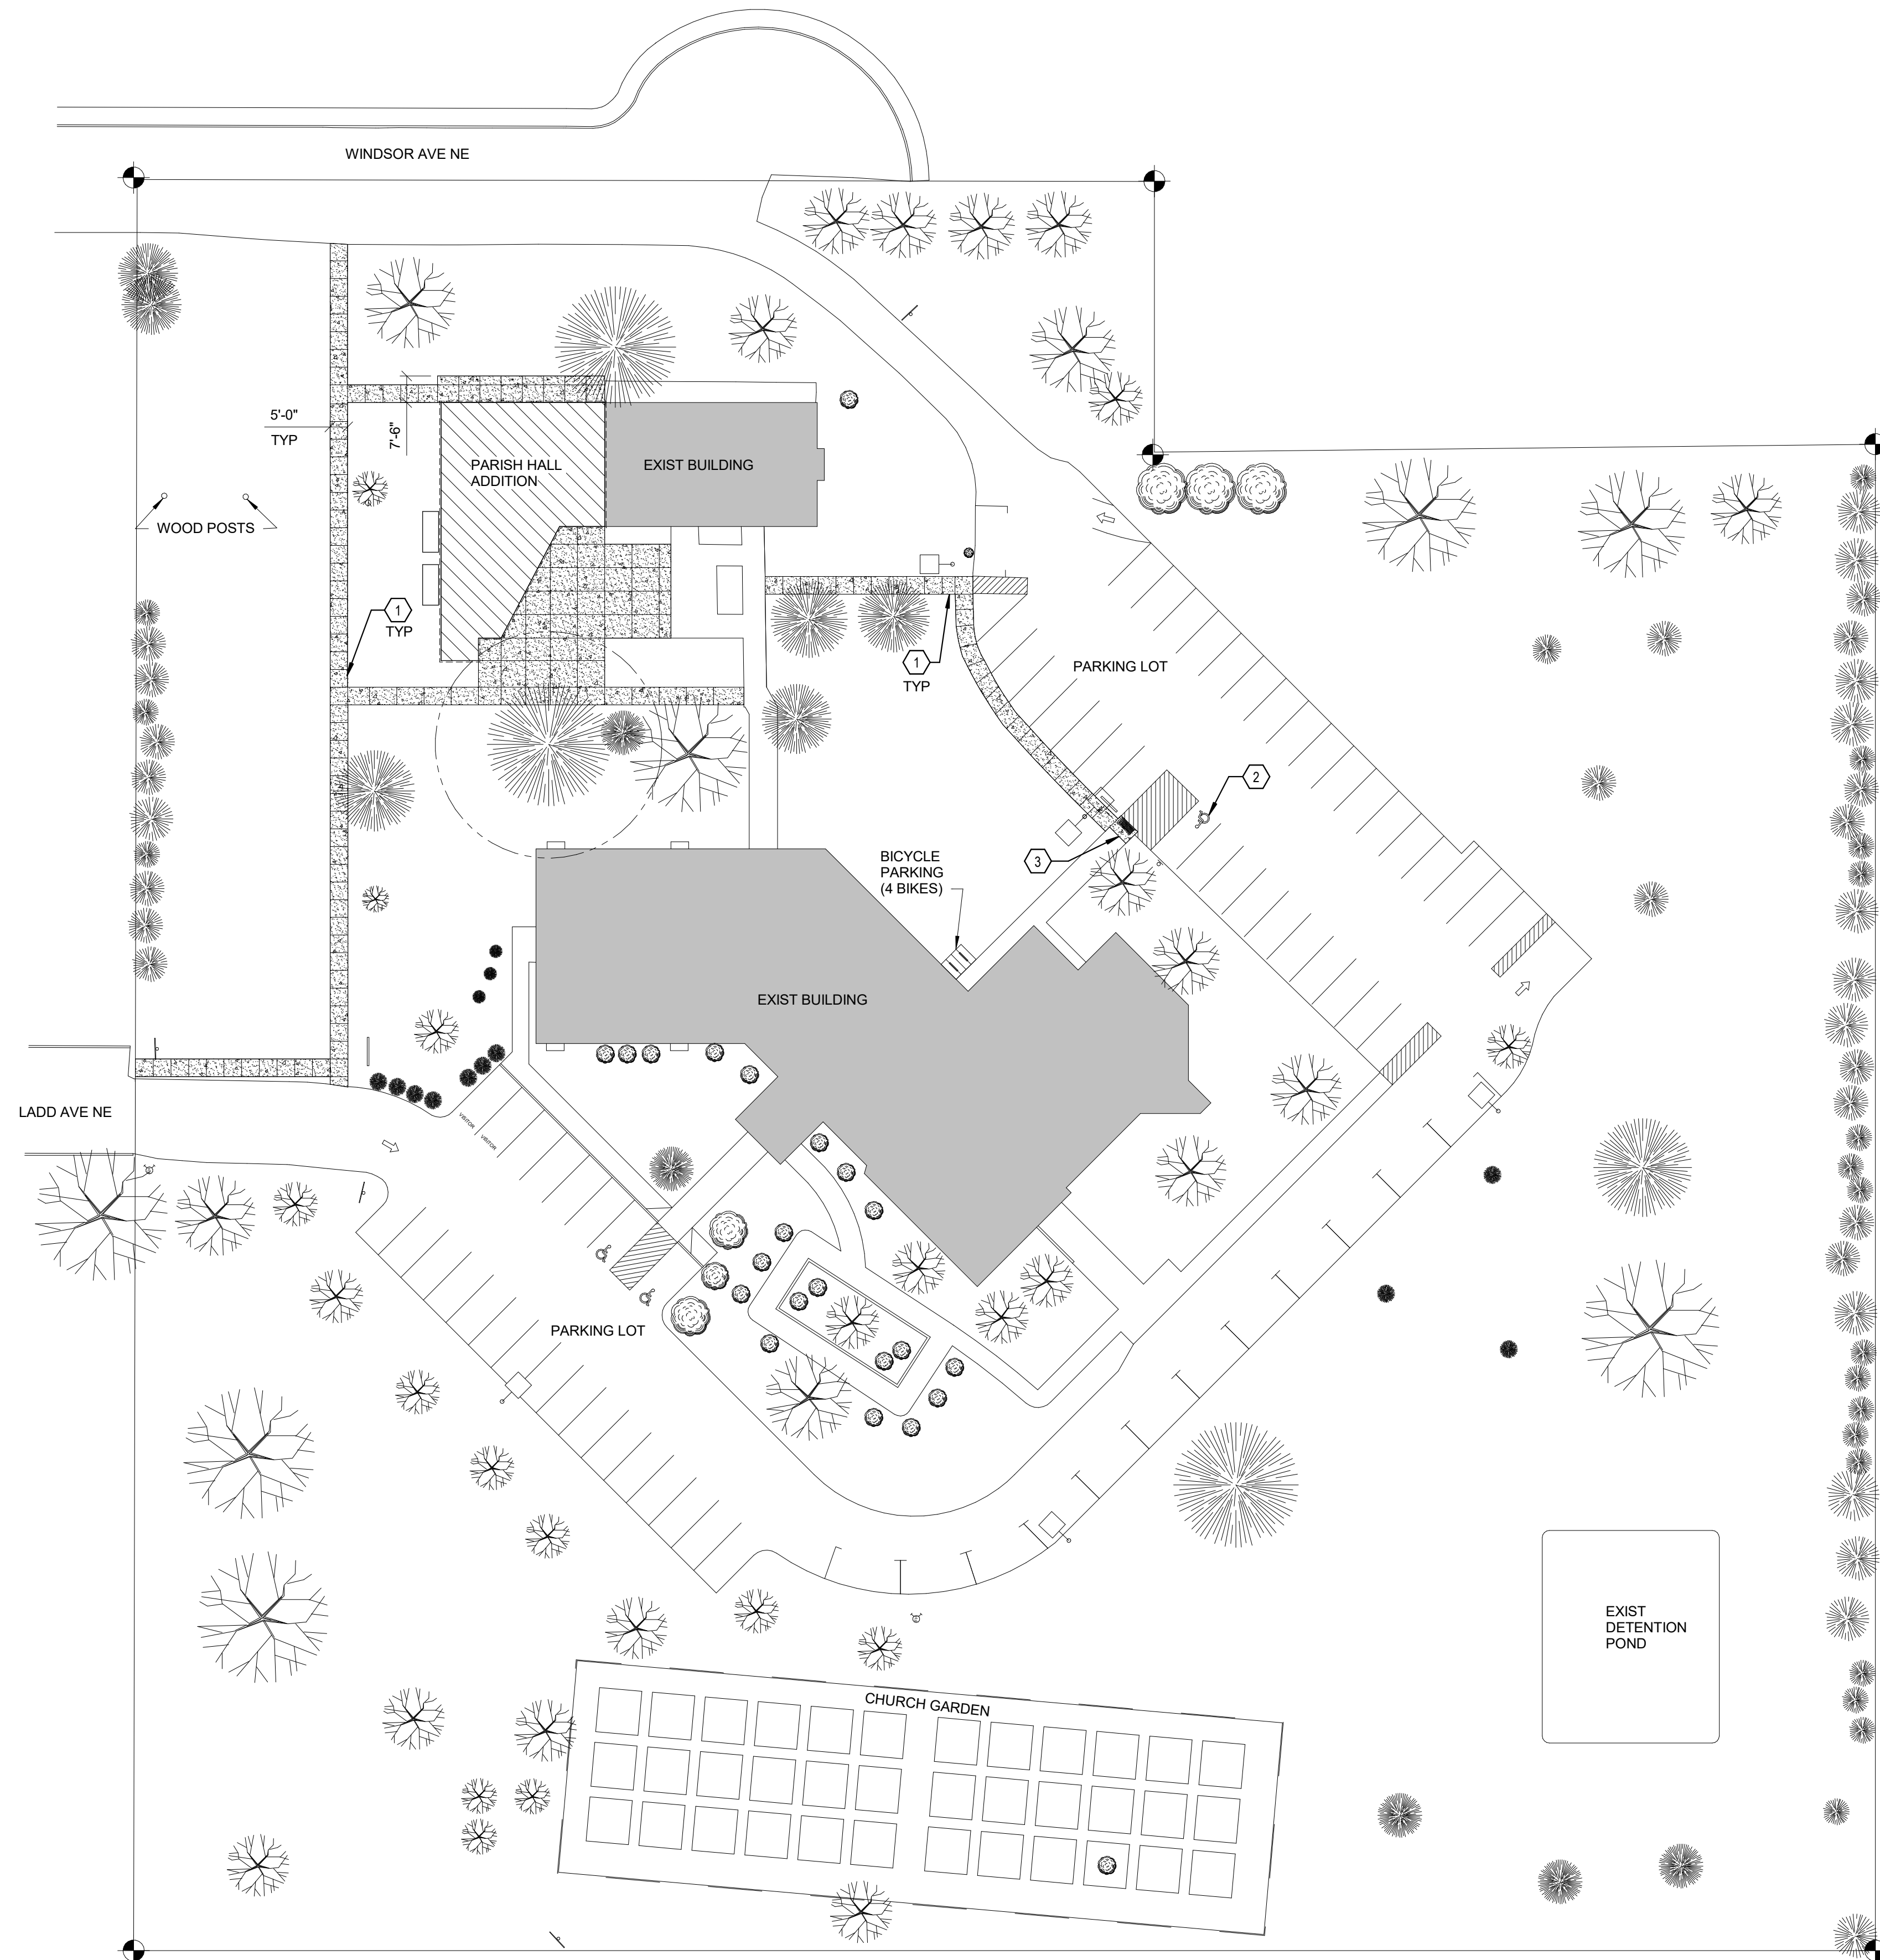 WINDSOR AVE NE
5'-0"
TYP
7'-6"
PARISH HALL
ADDITION
EXIST BUILDING
WOOD POSTS
1
TYP
1
TYP
PARKING LOT
2
3
BICYCLE
PARKING
(4 BIKES)
EXIST BUILDING
LADD AVE NE
VISITOR
VISITOR
PARKING LOT
EXIST
DETENTION
POND
CHURCH GARDEN